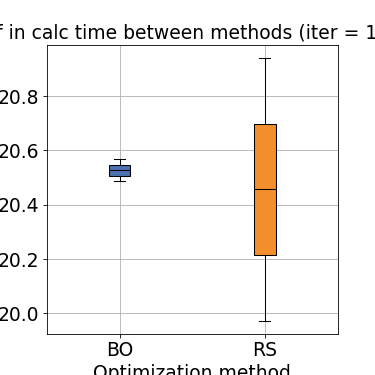 in calc time between methods (iter = 1
20.8
20.6
20.4
20.2
20.0
BO RS
Optimization method